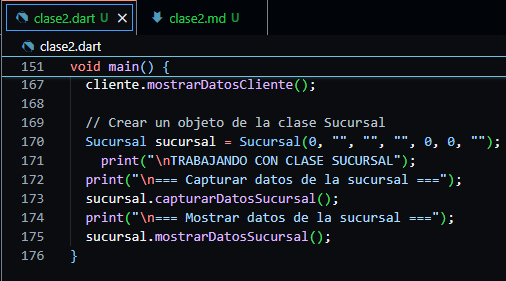 clase2.dart U ×
clase2.md U
clase2.dart
151 void main() {
167 cliente.mostrarDatosCliente();
168
169 // Crear un objeto de la clase Sucursal
170 Sucursal sucursal = Sucursal(0, "", "", "", 0, 0, "");
171 print("\nTRABAJANDO CON CLASE SUCURSAL");
172 print("\n=== Capturar datos de la sucursal ===");
173 sucursal.capturarDatosSucursal();
174 print("\n=== Mostrar datos de la sucursal ===");
175 sucursal.mostrarDatosSucursal();
176 }